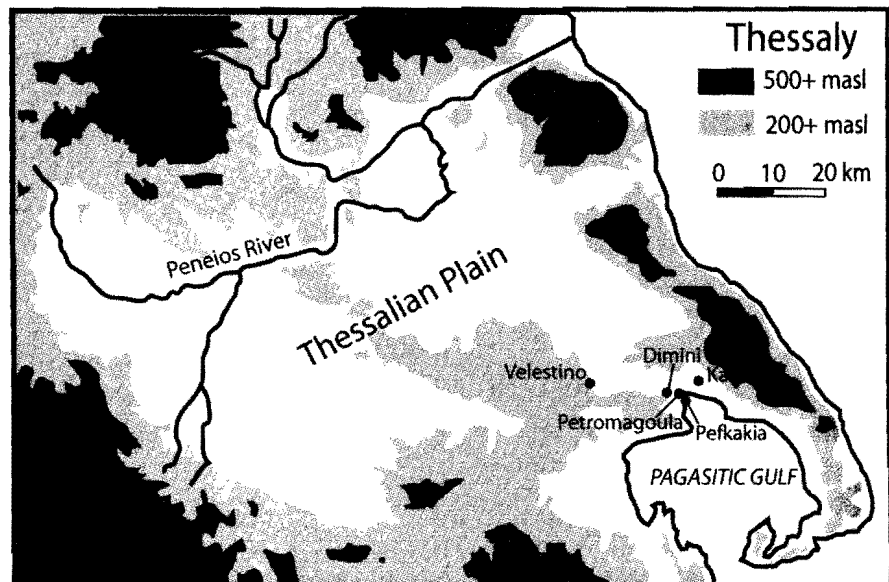 Thessaly
500+ masl
200+ masl
0 10 20 km
Peneios River
Thessalian Plain
Dimini
Velestino
Petromagoula
Pefkakia
PAGASITIC GULF